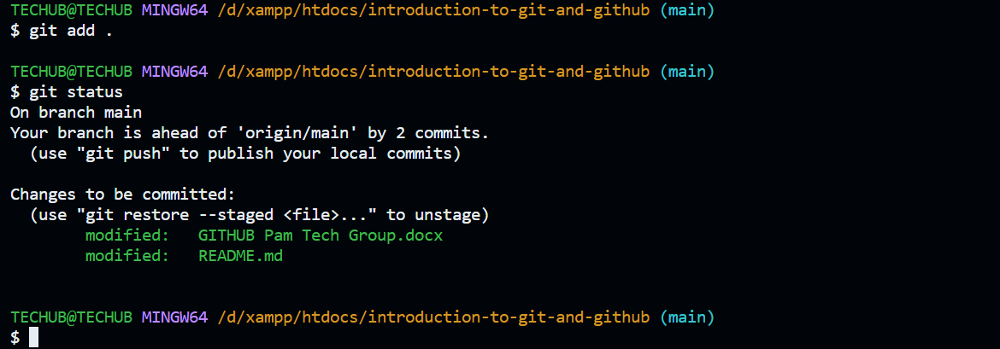 TECHUB@TECHUB MINGW64 /d/xampp/htdocs/introduction-to-git-and-github (main)
$ git add .
TECHUB@TECHUB MINGW64 /d/xampp/htdocs/introduction-to-git-and-github (main)
$ git status
On branch main
Your branch is ahead of 'origin/main' by 2 commits.
  (use "git push" to publish your local commits)
Changes to be committed:
  (use "git restore --staged <file>..." to unstage)
        modified:   GITHUB Pam Tech Group.docx
        modified:   README.md
TECHUB@TECHUB MINGW64 /d/xampp/htdocs/introduction-to-git-and-github (main)
$